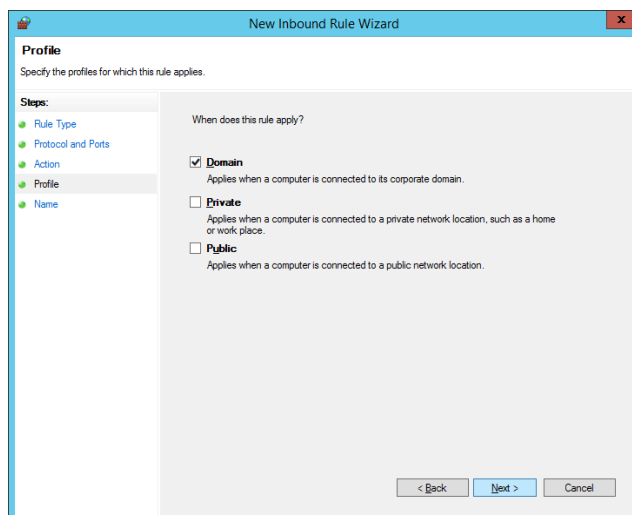 New Inbound Rule Wizard
x
Profile
Specify the profiles for which this rule applies.
Steps:
Rule Type
Protocol and Ports
Action
Profile
Name
When does this rule apply?
Domain
Applies when a computer is connected to its corporate domain.
Private
Applies when a computer is connected to a private network location, such as a home
or work place.
Public
Applies when a computer is connected to a public network location.
< Back
Next >
Cancel